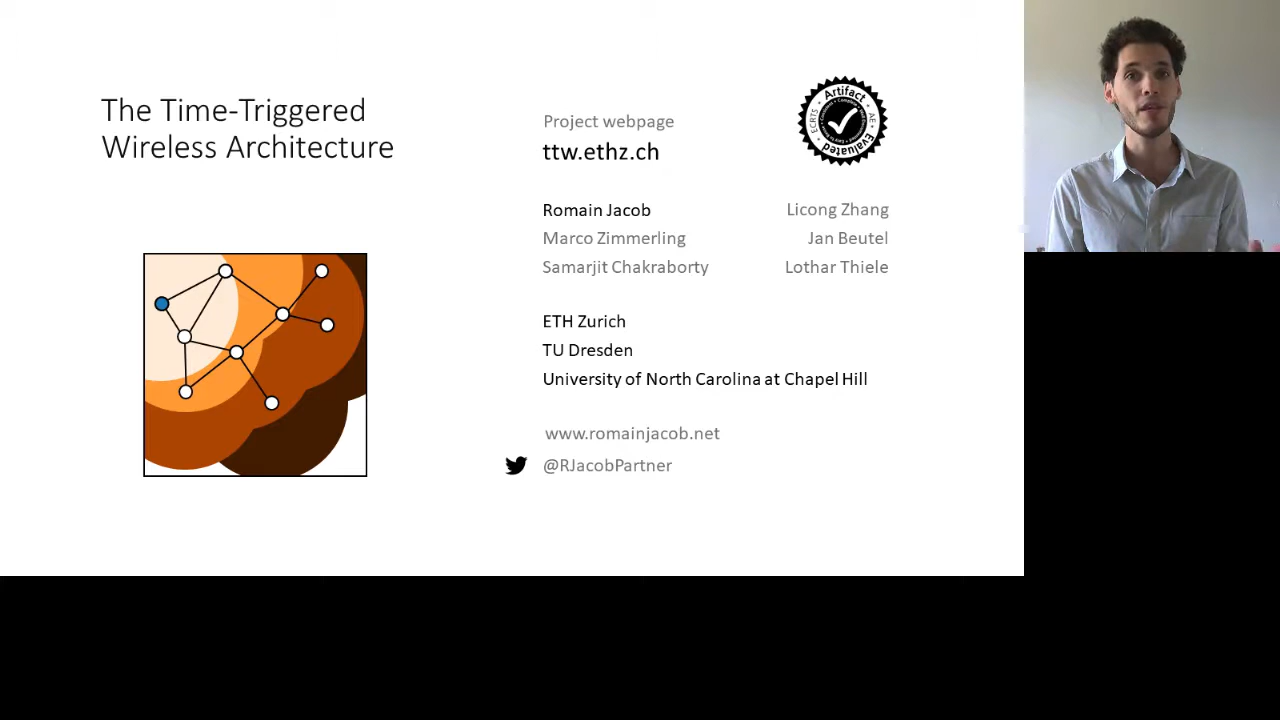 The Time-Triggered
Wireless Architecture
Project webpage
ttw.ethz.ch
Artifact
Evaluated
ECRTS
AE
Romain Jacob
Licong Zhang
Marco Zimmerling
Jan Beutel
Samarjit Chakraborty
Lothar Thiele
ETH Zurich
TU Dresden
University of North Carolina at Chapel Hill
www.romainjacob.net
@RJacobPartner